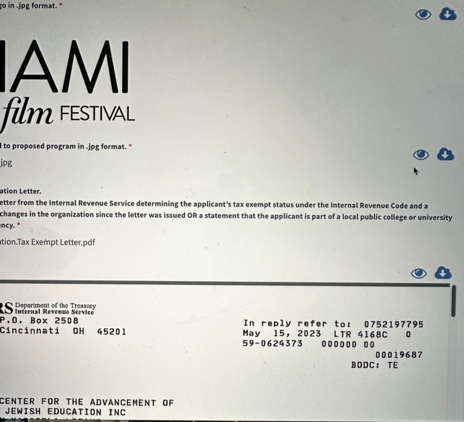 go in .jpg format. *
IAMI
film FESTIVAL
l to proposed program in .jpg format. *
jpg
ation Letter.
etter from the Internal Revenue Service determining the applicant's tax exempt status under the Internal Revenue Code and a
changes in the organization since the letter was issued OR a statement that the applicant is part of a local public college or university
ency. *
ation.Tax Exempt Letter.pdf
RS Department of the Treasury
Internal Revenue Service
P.O. Box 2508
Cincinnati OH 45201
In reply refer to: 0752197795
May 15, 2023 LTR 4168C 0
59-0624373 000000 00
00019687
BODC: TE
CENTER FOR THE ADVANCEMENT OF
JEWISH EDUCATION INC